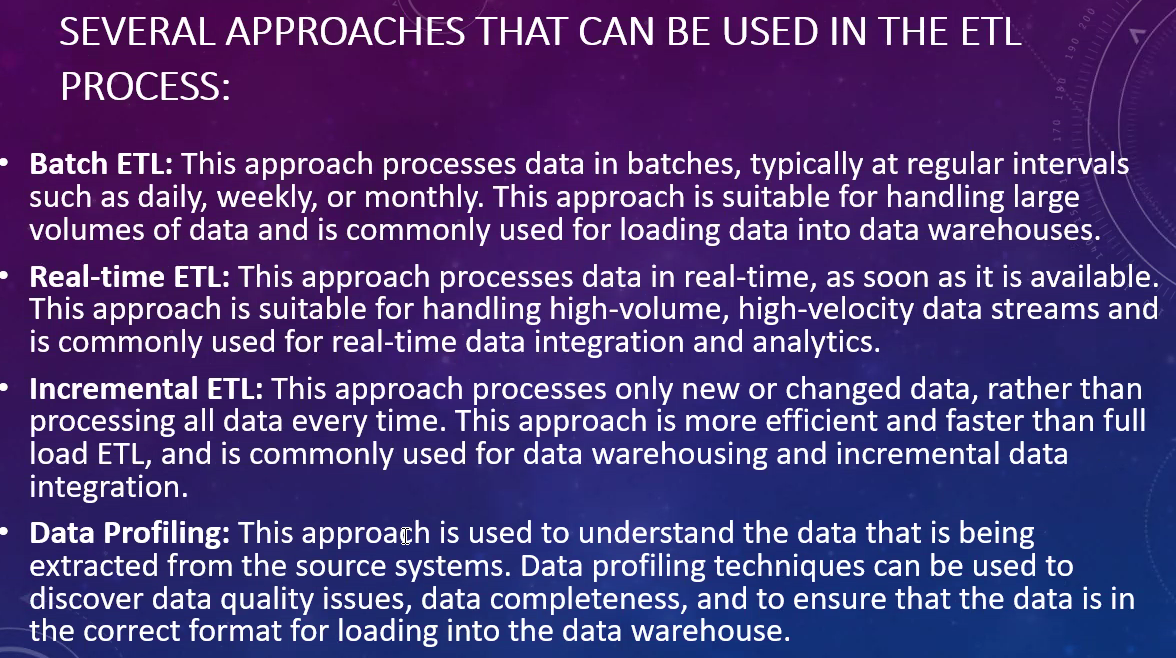 SEVERAL APPROACHES THAT CAN BE USED IN THE ETL
PROCESS:
• Batch ETL: This approach processes data in batches, typically at regular intervals
such as daily, weekly, or monthly. This approach is suitable for handling large
volumes of data and is commonly used for loading data into data warehouses.
• Real-time ETL: This approach processes data in real-time, as soon as it is available.
This approach is suitable for handling high-volume, high-velocity data streams and
is commonly used for real-time data integration and analytics.
• Incremental ETL: This approach processes only new or changed data, rather than
processing all data every time. This approach is more efficient and faster than full
load ETL, and is commonly used for data warehousing and incremental data
integration.
• Data Profiling: This approach is used to understand the data that is being
extracted from the source systems. Data profiling techniques can be used to
discover data quality issues, data completeness, and to ensure that the data is in
the correct format for loading into the data warehouse.
200
190
180
170